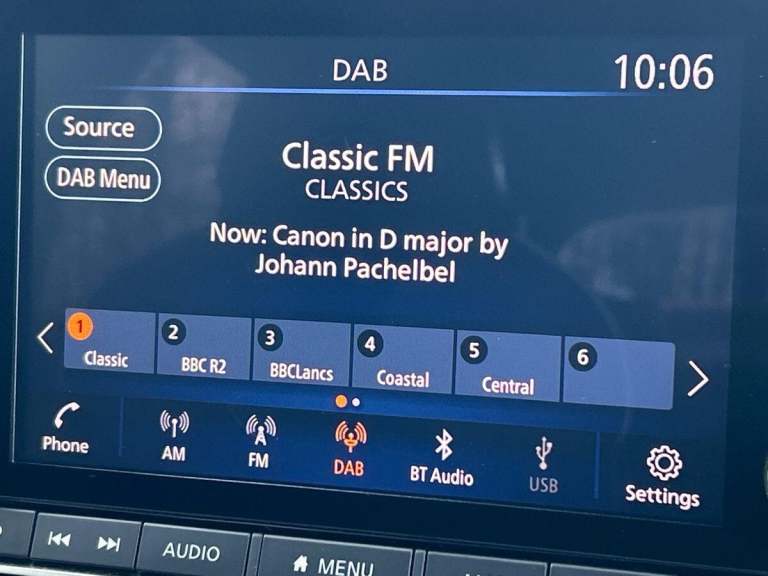 DAB 10:06
Source
DAB Menu
Classic FM
CLASSICS
Now: Canon in D major by
Johann Pachelbel
1 2 3 4 5 6
Classic BBC R2 BBCLancs Coastal Central
Phone AM FM DAB BT Audio USB Settings
AUDIO MENU